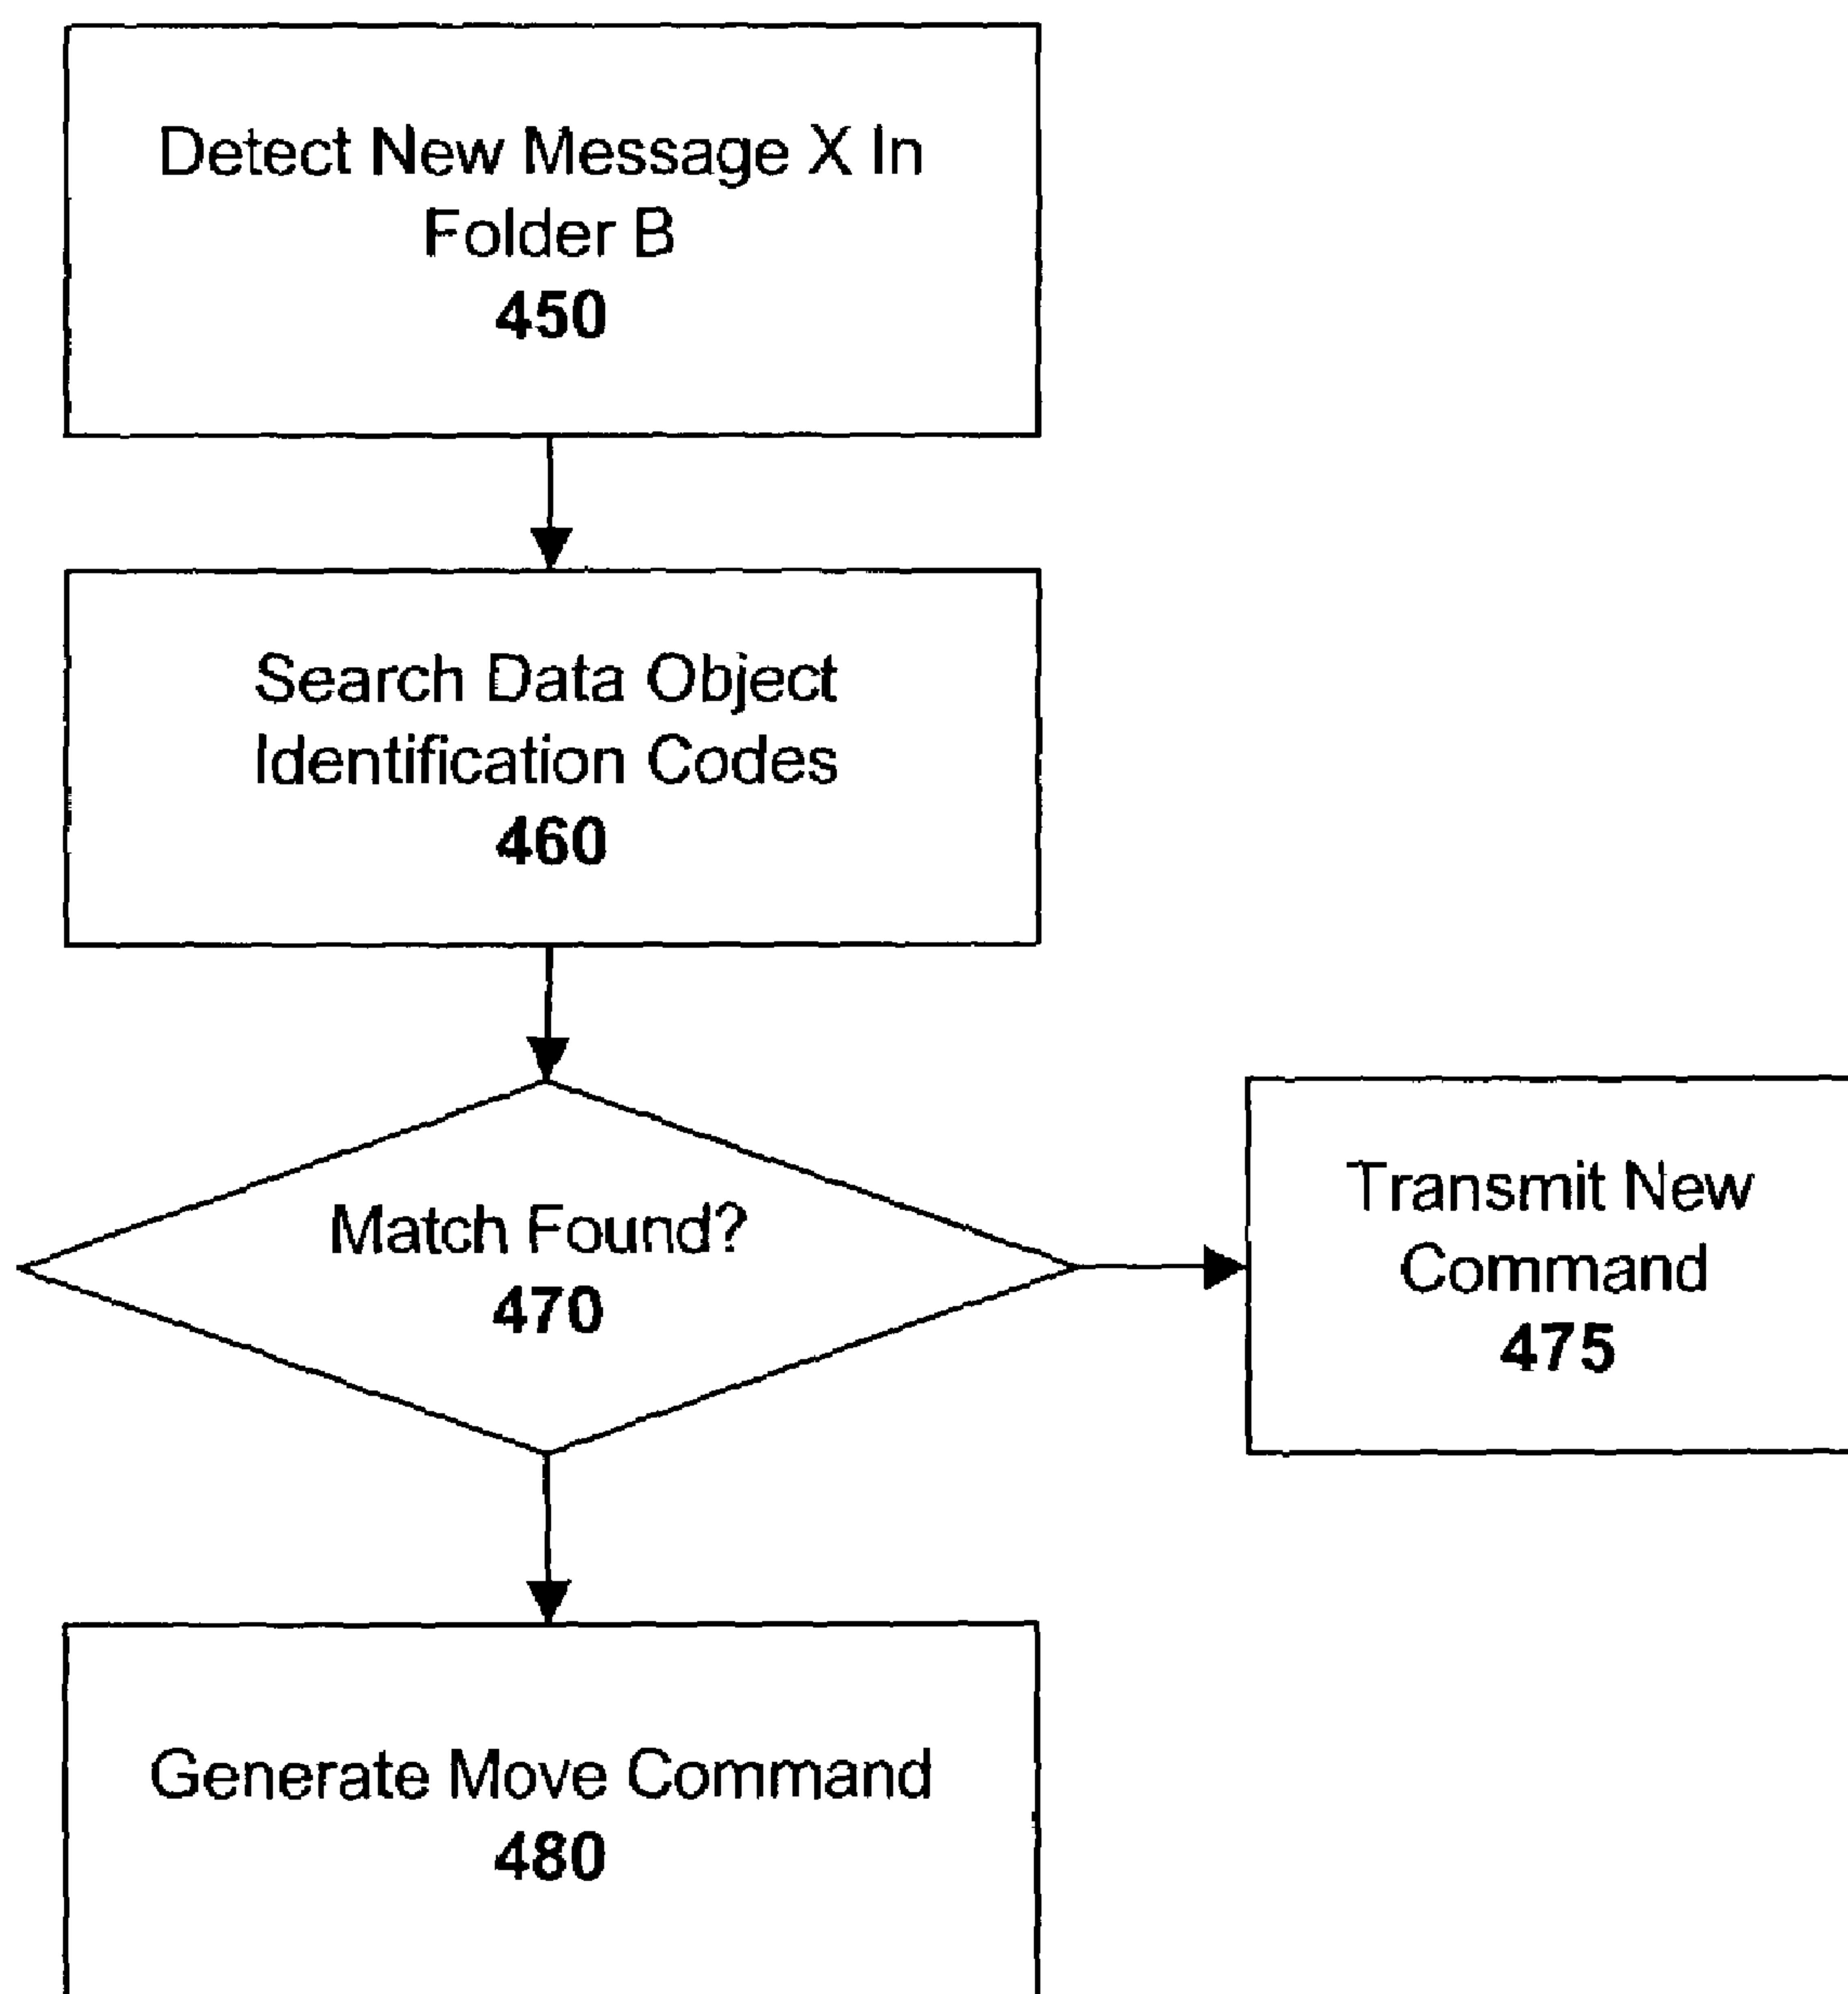 Detect New Message X In
Folder B
450
Search Data Object
Identification Codes
460
Match Found?
470
Transmit New
Command
475
Generate Move Command
480